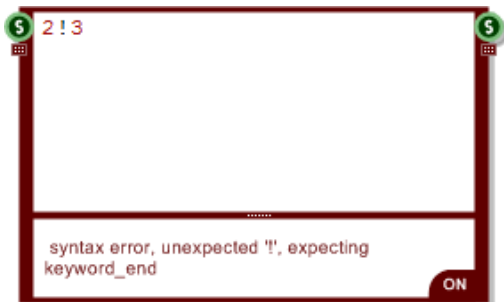 S
S
2!3
syntax error, unexpected '!', expecting
keyword_end
ON